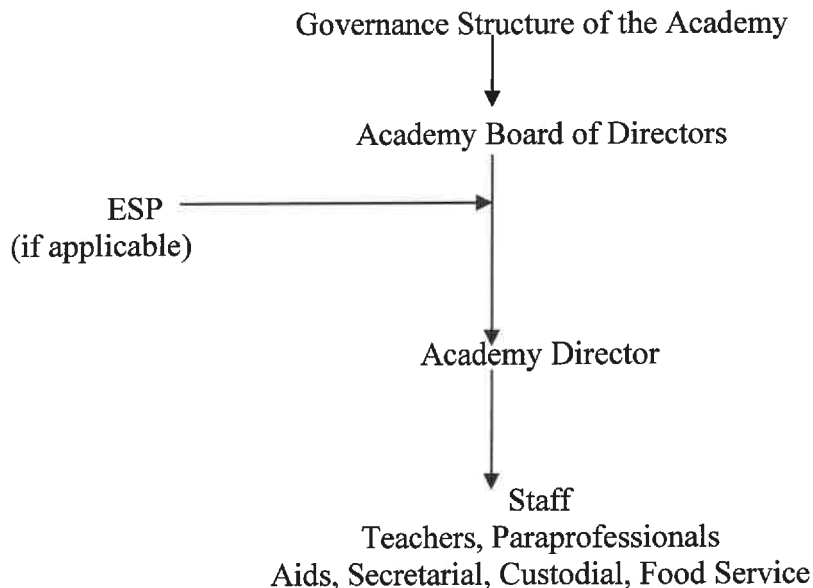 Governance Structure of the Academy
Academy Board of Directors
ESP
(if applicable)
Academy Director
Staff
Teachers, Paraprofessionals
Aids, Secretarial, Custodial, Food Service